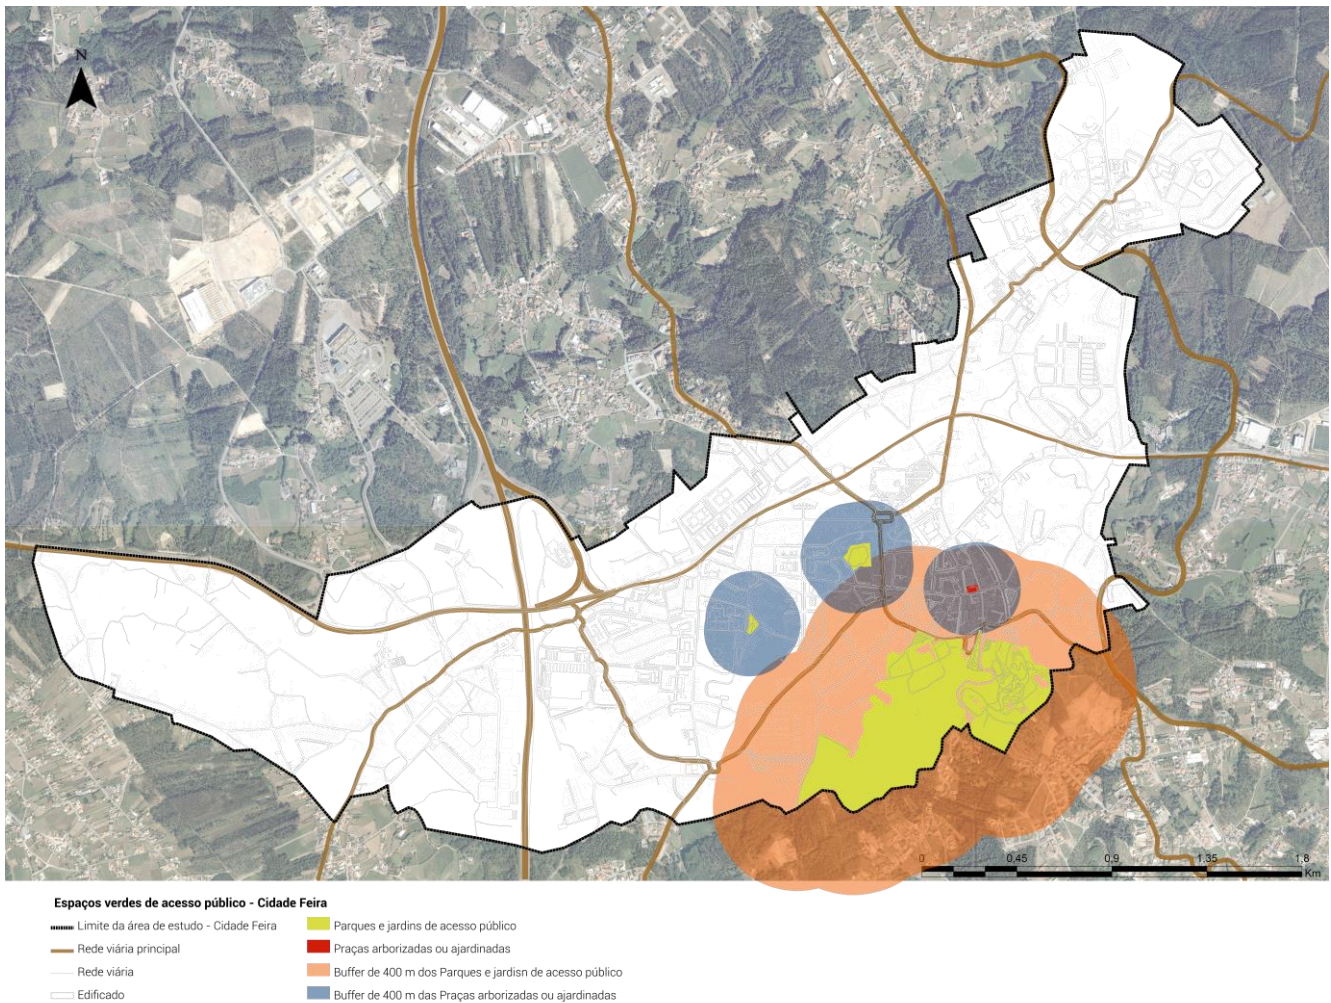 N
0 0,45 0,9 1,35 1,8
Km
Espaços verdes de acesso público - Cidade Feira
Limite da área de estudo - Cidade Feira
Rede viária principal
Rede viária
Edificado
Parques e jardins de acesso público
Praças arborizadas ou ajardinadas
Buffer de 400 m dos Parques e jardisn de acesso público
Buffer de 400 m das Praças arborizadas ou ajardinadas